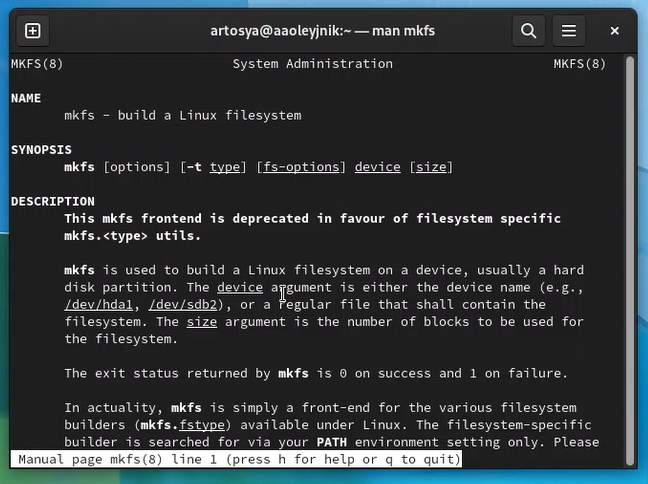 artosya@aaoleyjnik:~ — man mkfs
MKFS(8) System Administration MKFS(8)
NAME
mkfs - build a Linux filesystem
SYNOPSIS
mkfs [options] [-t type] [fs-options] device [size]
DESCRIPTION
This mkfs frontend is deprecated in favour of filesystem specific
mkfs.<type> utils.
mkfs is used to build a Linux filesystem on a device, usually a hard
disk partition. The device argument is either the device name (e.g.,
/dev/hda1, /dev/sdb2), or a regular file that shall contain the
filesystem. The size argument is the number of blocks to be used for
the filesystem.
The exit status returned by mkfs is 0 on success and 1 on failure.
In actuality, mkfs is simply a front-end for the various filesystem
builders (mkfs.fstype) available under Linux. The filesystem-specific
builder is searched for via your PATH environment setting only. Please
Manual page mkfs(8) line 1 (press h for help or q to quit)